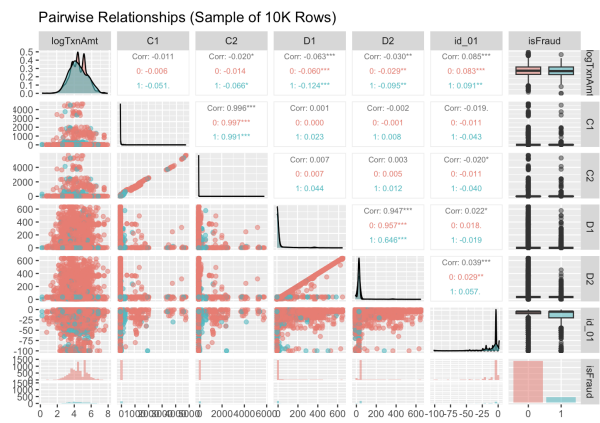 Pairwise Relationships (Sample of 10K Rows)
logTxnAmt C1 C2 D1 D2 id_01 isFraud
0.5
0.4
0.3
0.2
0.1
0.0
Corr: -0.011
0: -0.006
1: -0.051.
Corr: -0.020*
0: -0.014
1: -0.066*
Corr: -0.063***
0: -0.060***
1: -0.124***
Corr: -0.030**
0: -0.029**
1: -0.095**
Corr: 0.085***
0: 0.083***
1: 0.091**
logTxnAmt
4000
3000
2000
1000
0
Corr: 0.996***
0: 0.997***
1: 0.991***
Corr: 0.001
0: 0.000
1: 0.023
Corr: -0.002
0: -0.001
1: 0.008
Corr: -0.019.
0: -0.011
1: -0.043
C1
4000
2000
0
Corr: 0.007
0: 0.007
1: 0.044
Corr: 0.003
0: 0.005
1: 0.012
Corr: -0.020*
0: -0.011
1: -0.040
C2
600
400
200
0
Corr: 0.947***
0: 0.957***
1: 0.646***
Corr: 0.022*
0: 0.018.
1: -0.019
D1
600
400
200
0
Corr: 0.039***
0: 0.029**
1: 0.057.
D2
0
-25
-50
-75
-100
id_01
1500
1000
500
0
1500
1000
500
0
isFraud
0 2 4 6 8
0 2000 4000 6000
0 200 400 600
0 200 400 600
-100 -75 -50 -25 0
0 1